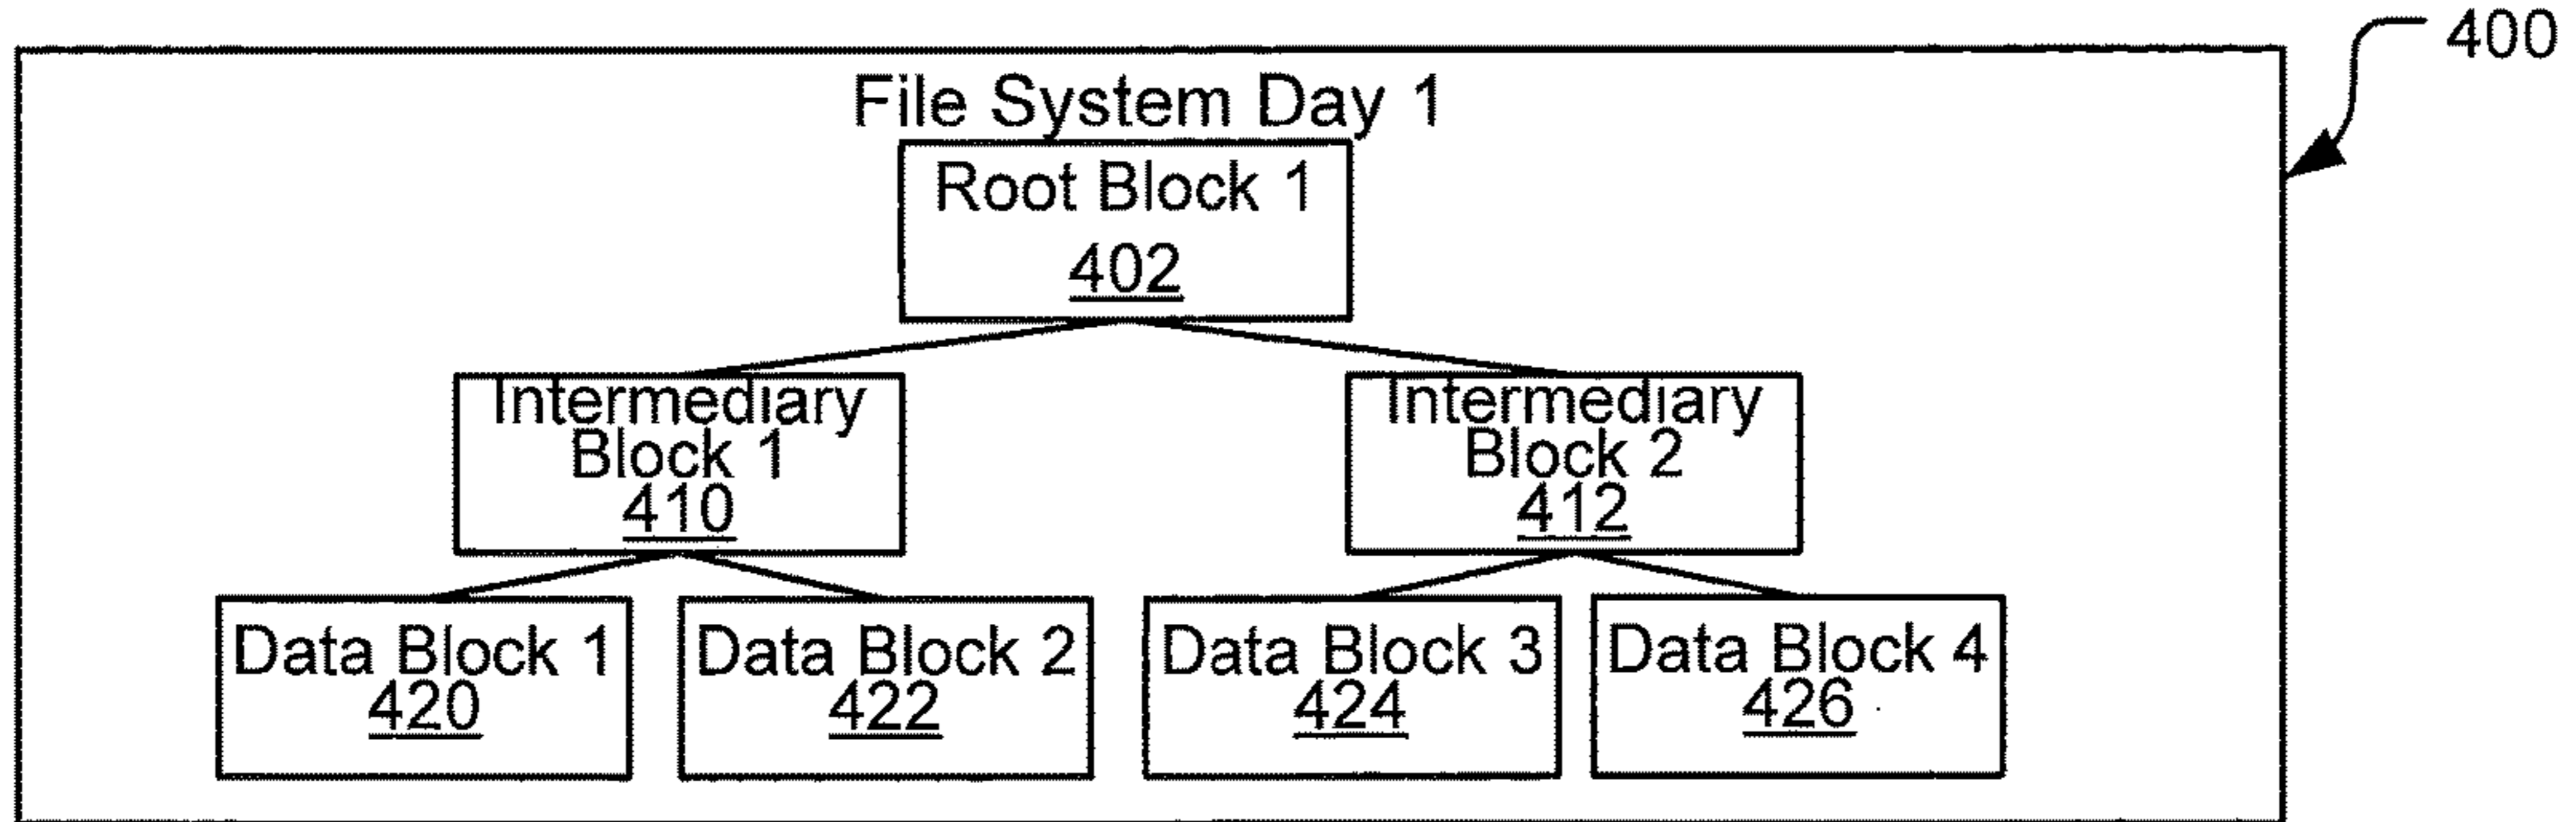 400
File System Day 1
Root Block 1
402
Intermediary
Block 1
410
Intermediary
Block 2
412
Data Block 1
420
Data Block 2
422
Data Block 3
424
Data Block 4
426